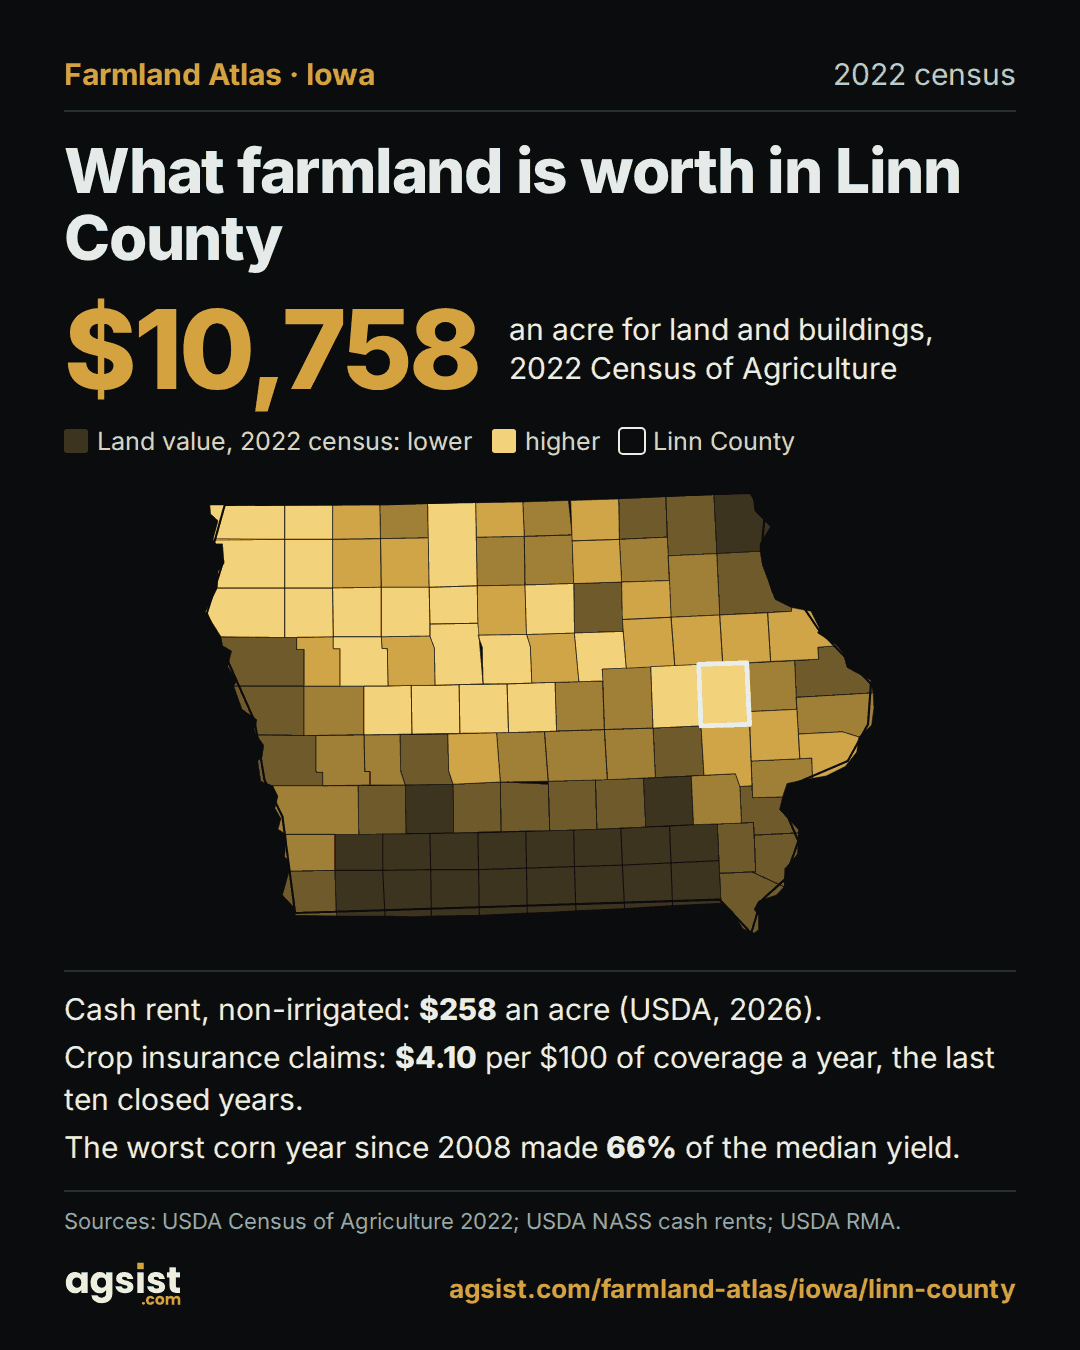 Farmland Atlas · Iowa
2022 census
What farmland is worth in Linn
County
$10,758
an acre for land and buildings,
2022 Census of Agriculture
Land value, 2022 census: lower
higher
Linn County
Cash rent, non-irrigated: $258 an acre (USDA, 2026).
Crop insurance claims: $4.10 per $100 of coverage a year, the last
ten closed years.
The worst corn year since 2008 made 66% of the median yield.
Sources: USDA Census of Agriculture 2022; USDA NASS cash rents; USDA RMA.
agsist
.com
agsist.com/farmland-atlas/iowa/linn-county